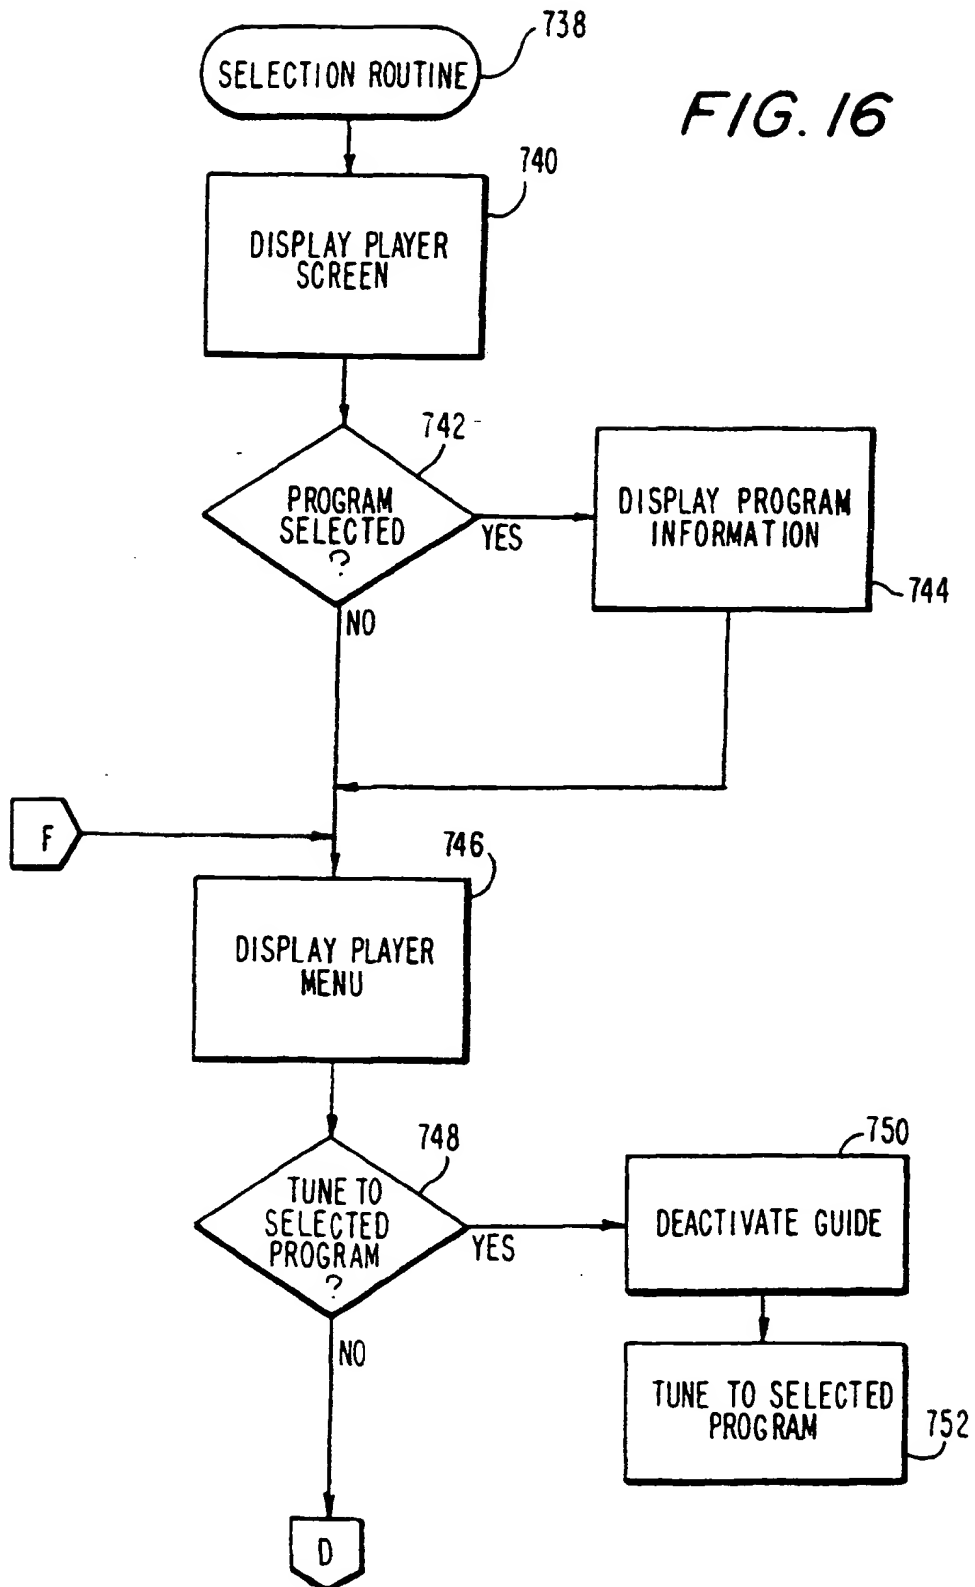 738
SELECTION ROUTINE
FIG. 16
740
DISPLAY PLAYER
SCREEN
742
PROGRAM
SELECTED
?
YES
NO
DISPLAY PROGRAM
INFORMATION
744
F
746
DISPLAY PLAYER
MENU
748
TUNE TO
SELECTED
PROGRAM
?
YES
NO
750
DEACTIVATE GUIDE
TUNE TO SELECTED
PROGRAM
752
D